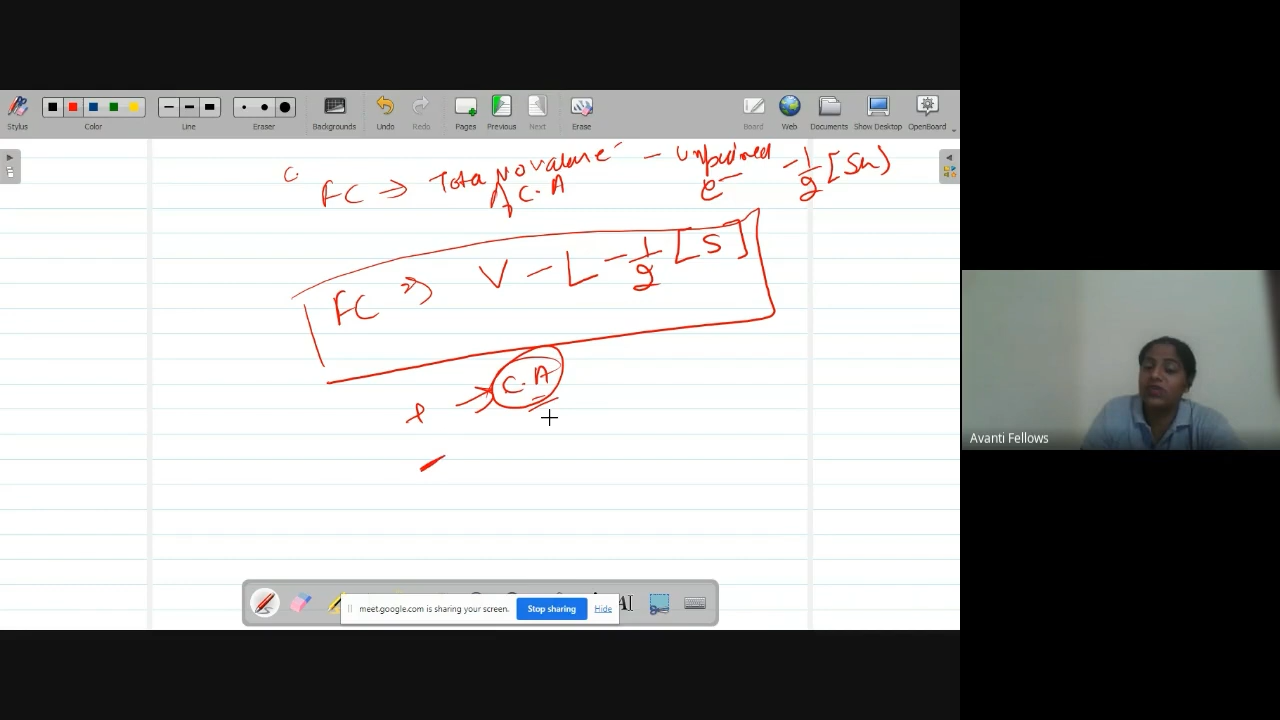 Stylus Color Line Eraser Backgrounds Undo Redo Pages Previous Next Erase Board Web Documents Show Desktop OpenBoard
FC ⇒ Total no valence - e⁻ -1/2 [Sh)
of C.A
FC ⇒ V - L - 1/2 [S]
C.A
Avanti Fellows
meet.google.com is sharing your screen. Stop sharing Hide AI